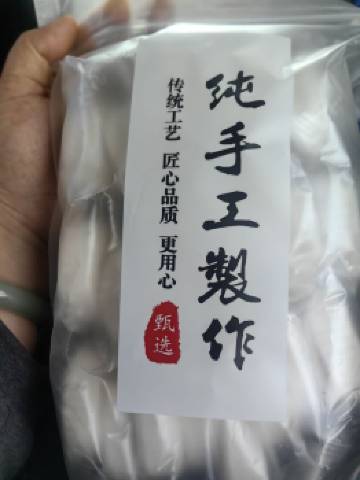 纯手工製作
传统工艺 匠心品质 更用心
甄选